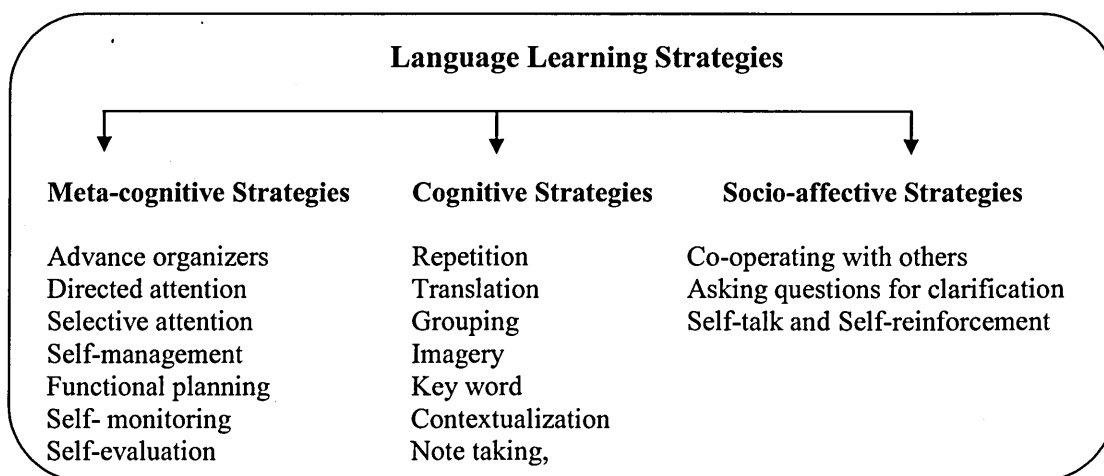 Language Learning Strategies
Meta-cognitive Strategies
Advance organizers
Directed attention
Selective attention
Self-management
Functional planning
Self- monitoring
Self-evaluation
Cognitive Strategies
Repetition
Translation
Grouping
Imagery
Key word
Contextualization
Note taking,
Socio-affective Strategies
Co-operating with others
Asking questions for clarification
Self-talk and Self-reinforcement